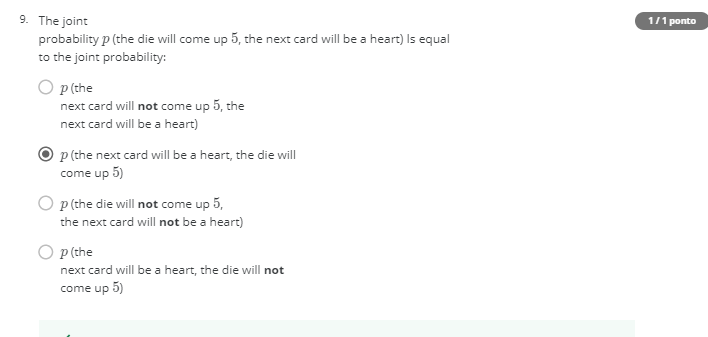 9. The joint
1 / 1 ponto
probability p (the die will come up 5, the next card will be a heart) Is equal
to the joint probability:
p (the
next card will not come up 5, the
next card will be a heart)
p (the next card will be a heart, the die will
come up 5)
p (the die will not come up 5,
the next card will not be a heart)
p (the
next card will be a heart, the die will not
come up 5)